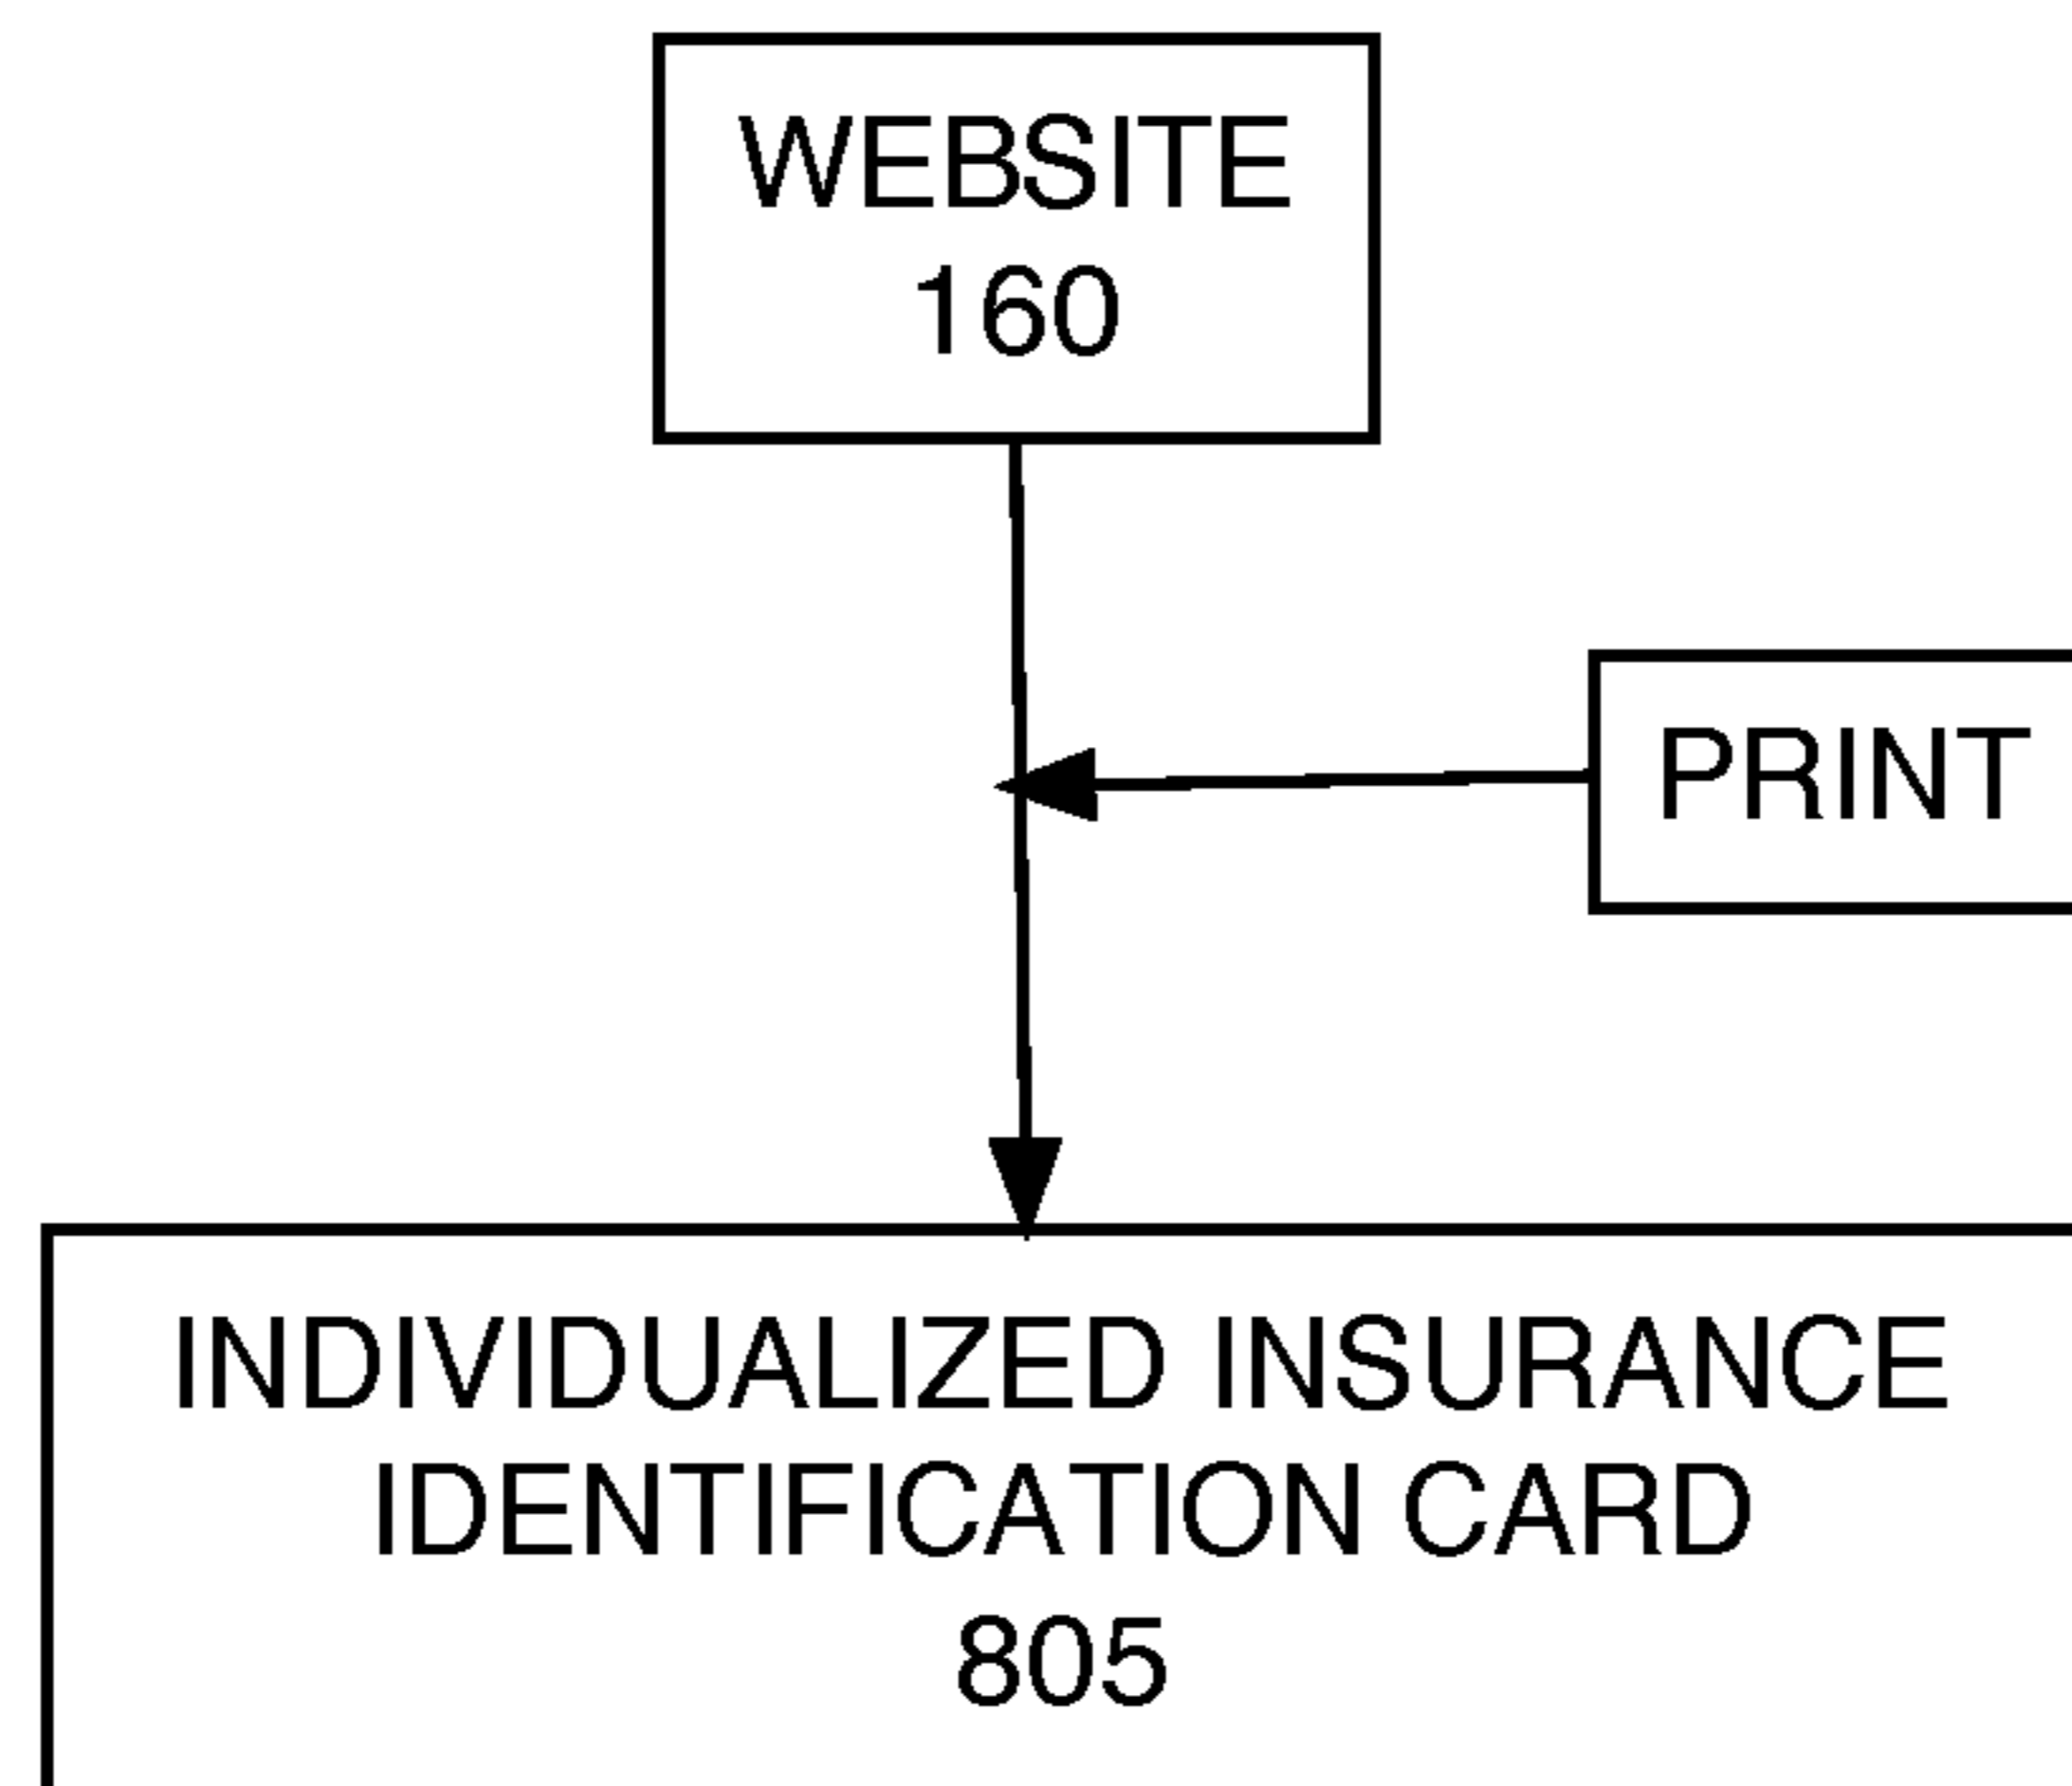 WEBSITE
160
PRINT
INDIVIDUALIZED INSURANCE
IDENTIFICATION CARD
805